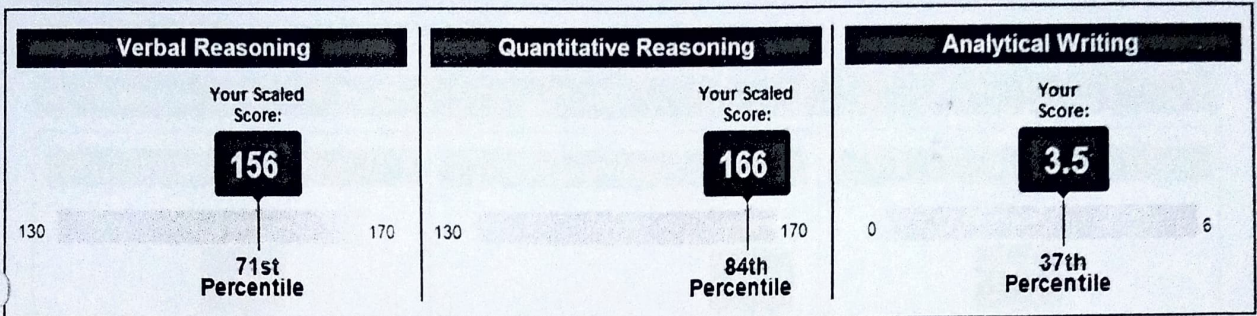 Verbal Reasoning
Your Scaled
Score:
156
130
170
71st
Percentile
Quantitative Reasoning
Your Scaled
Score:
166
130
170
84th
Percentile
Analytical Writing
Your
Score:
3.5
0
6
37th
Percentile